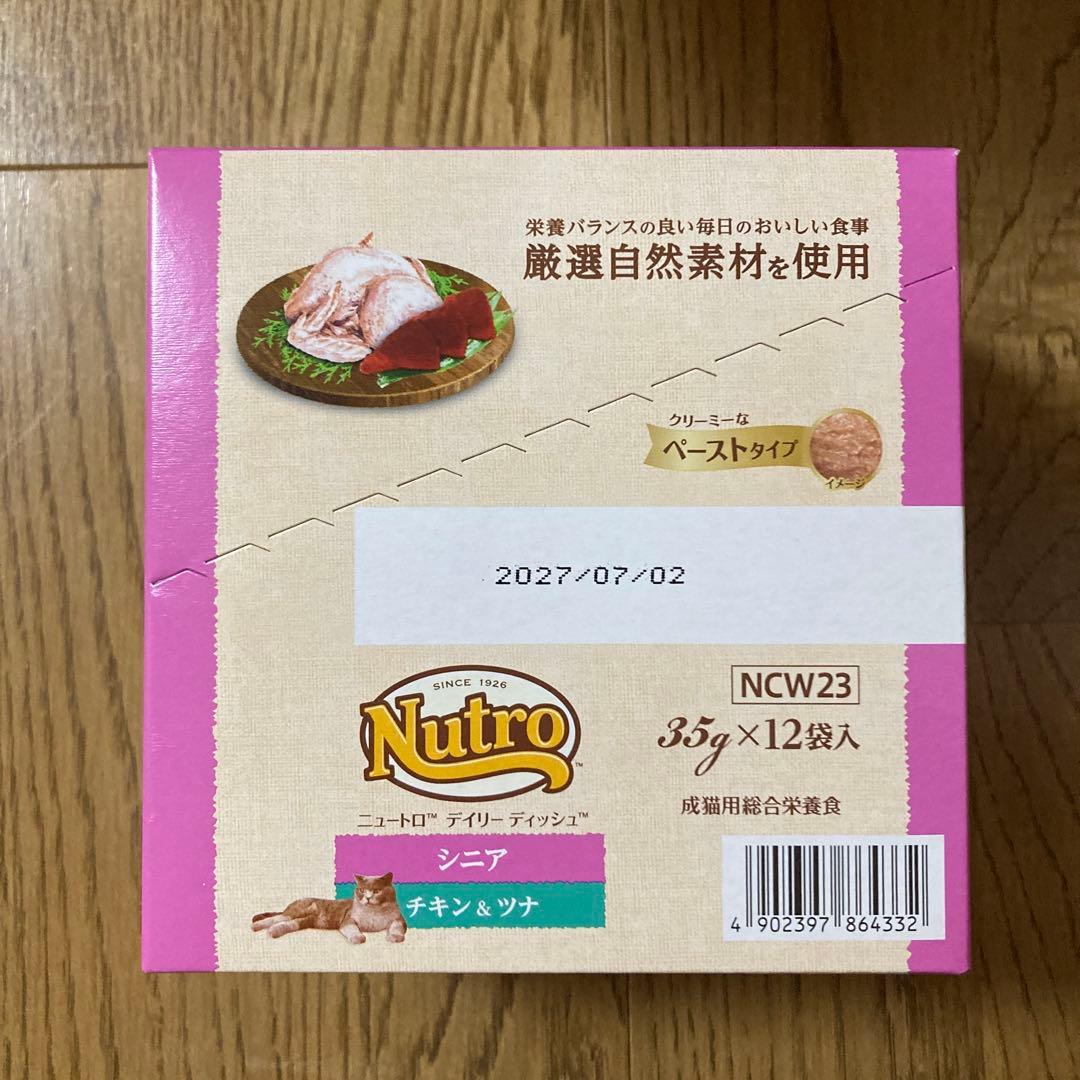 栄養バランスの良い毎日のおいしい食事
厳選自然素材を使用
クリーミーな
ペーストタイプ
イメージ
2027/07/02
SINCE 1926
Nutro™
ニュートロ™ デイリー ディッシュ™
シニア
チキン & ツナ
NCW23
35g×12袋入
成猫用総合栄養食
4 902397 864332